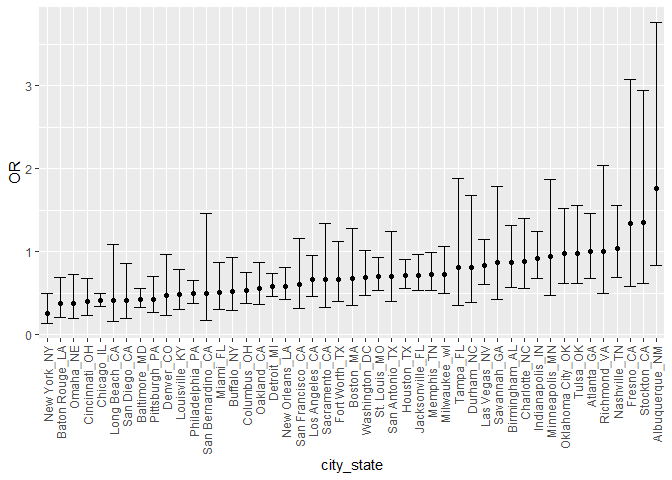 OR
3
2
1
0
New York_NY
Baton Rouge_LA
Omaha_NE
Cincinnati_OH
Chicago_IL
Long Beach_CA
San Diego_CA
Baltimore_MD
Pittsburgh_PA
Denver_CO
Louisville_KY
Philadelphia_PA
San Bernardino_CA
Miami_FL
Buffalo_NY
Columbus_OH
Oakland_CA
Detroit_MI
New Orleans_LA
San Francisco_CA
Los Angeles_CA
Sacramento_CA
Fort Worth_TX
Boston_MA
Washington_DC
St. Louis_MO
San Antonio_TX
Houston_TX
Jacksonville_FL
Memphis_TN
Milwaukee_wI
Tampa_FL
Durham_NC
Las Vegas_NV
Savannah_GA
Birmingham_AL
Charlotte_NC
Indianapolis_IN
Minneapolis_MN
Oklahoma City_OK
Tulsa_OK
Atlanta_GA
Richmond_VA
Nashville_TN
Fresno_CA
Stockton_CA
Albuquerque_NM
city_state